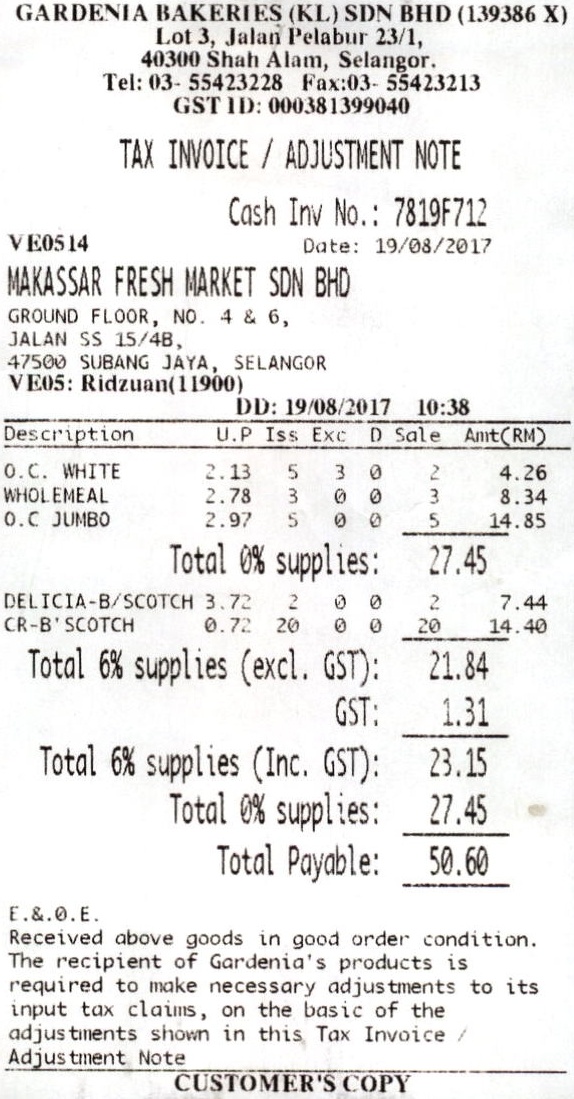 GARDENIA BAKERIES (KL) SDN BHD (139386 X)
Lot 3, Jalan Pelabur 23/1,
40300 Shah Alam, Selangor.
Tel: 03- 55423228 Fax:03- 55423213
GST ID: 000381399040
TAX INVOICE / ADJUSTMENT NOTE
Cash Inv No.: 7819F712
VE0514 Date: 19/08/2017
MAKASSAR FRESH MARKET SDN BHD
GROUND FLOOR, NO. 4 & 6,
JALAN SS 15/4B,
47500 SUBANG JAYA, SELANGOR
VE05: Ridzuan(11900)
DD: 19/08/2017 10:38
Description U.P Iss Exc D Sale Amt(RM)
O.C. WHITE 2.13 5 3 0 2 4.26
WHOLEMEAL 2.78 3 0 0 3 8.34
O.C JUMBO 2.97 5 0 0 5 14.85
Total 0% supplies: 27.45
DELICIA-B/SCOTCH 3.72 2 0 0 2 7.44
CR-B'SCOTCH 0.72 20 0 0 20 14.40
Total 6% supplies (excl. GST): 21.84
GST: 1.31
Total 6% supplies (Inc. GST): 23.15
Total 0% supplies: 27.45
Total Payable: 50.60
E.&.O.E.
Received above goods in good order condition.
The recipient of Gardenia's products is
required to make necessary adjustments to its
input tax claims, on the basic of the
adjustments shown in this Tax Invoice /
Adjustment Note
CUSTOMER'S COPY